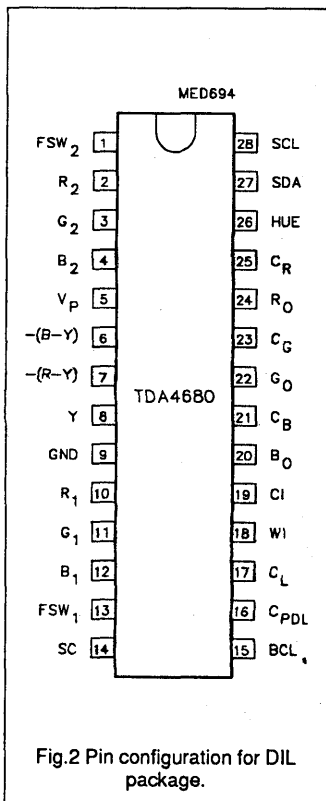 MED694
FSW2 1 28 SCL
R2 2 27 SDA
G2 3 26 HUE
B2 4 25 CR
VP 5 24 RO
-(B-Y) 6 23 CG
-(R-Y) 7 22 GO
TDA4680
Y 8 21 CB
GND 9 20 BO
R1 10 19 CI
G1 11 18 WI
B1 12 17 CL
FSW1 13 16 CPDL
SC 14 15 BCL
Fig.2 Pin configuration for DIL
package.